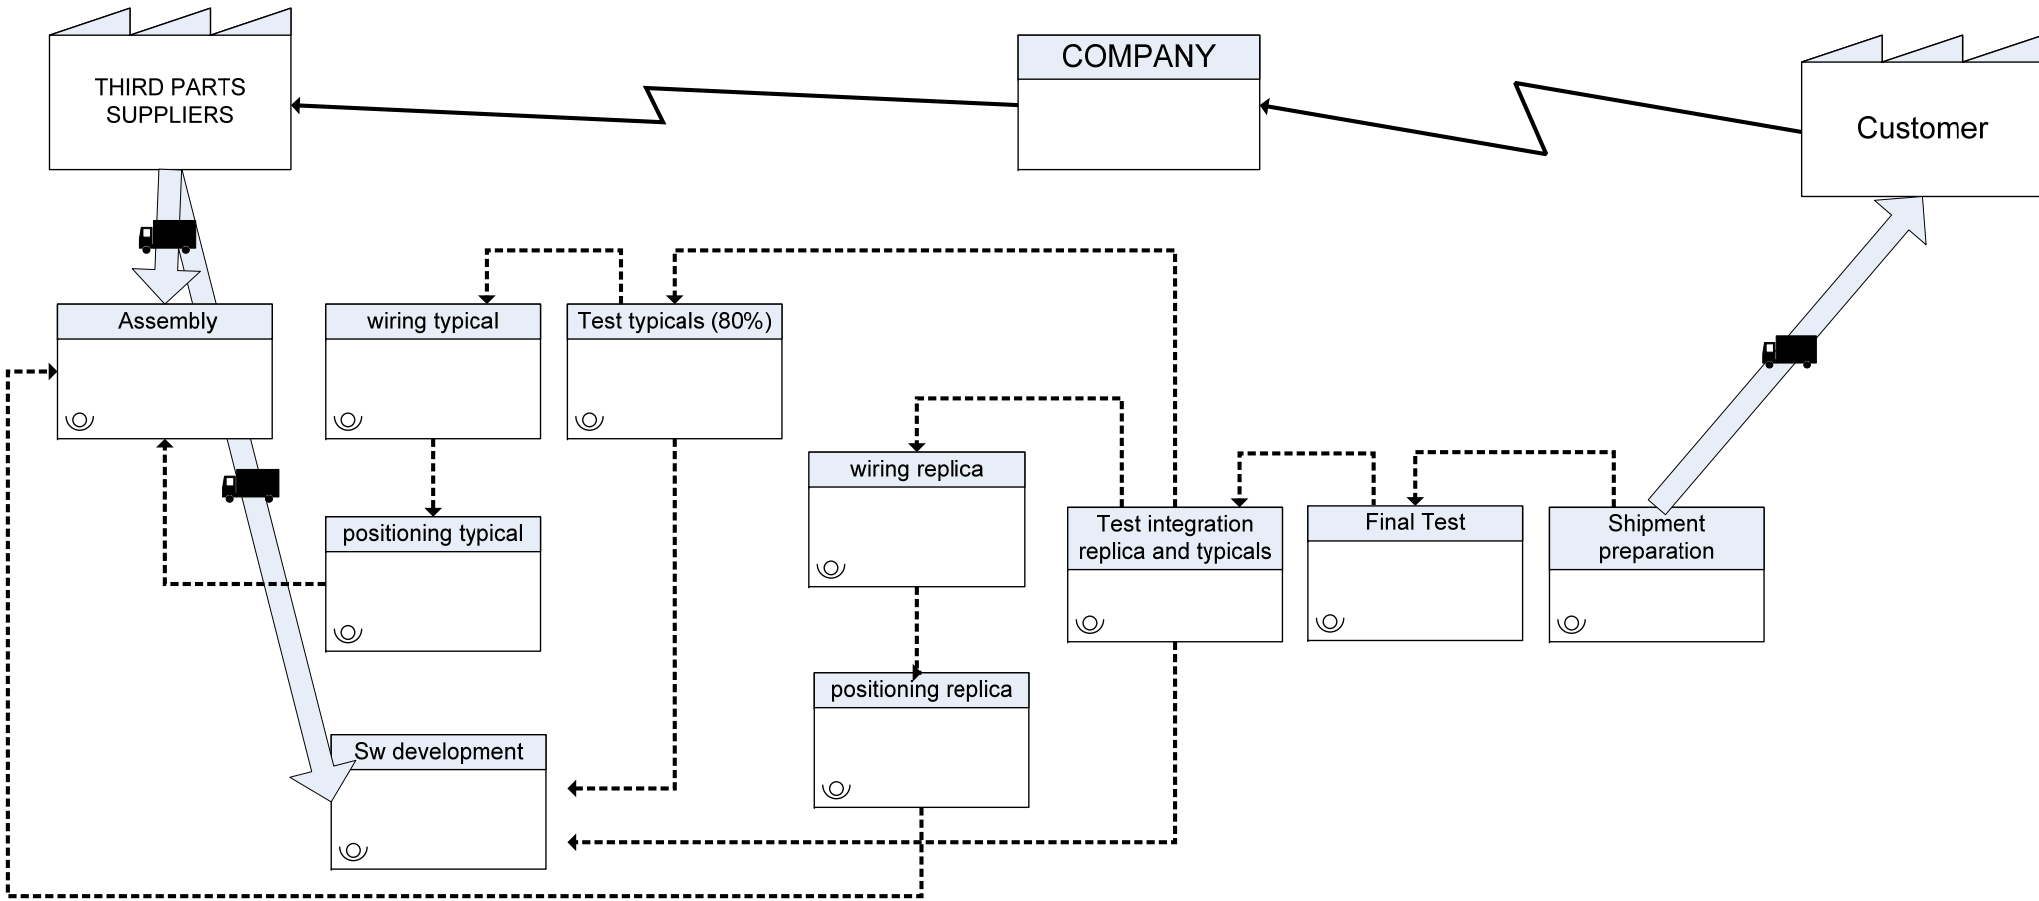 THIRD PARTS
SUPPLIERS
COMPANY
Customer
Assembly
wiring typical
Test typicals (80%)
wiring replica
Test integration
replica and typicals
Final Test
Shipment
preparation
positioning typical
positioning replica
Sw development